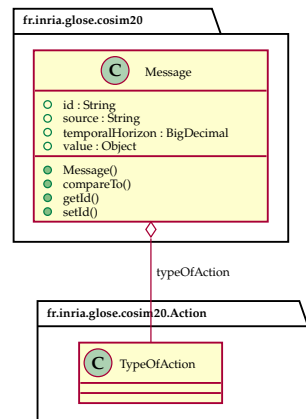 fr.inria.glose.cosim20
C Message
id : String
source : String
temporalHorizon : BigDecimal
value : Object
Message()
compareTo()
getId()
setId()
typeOfAction
fr.inria.glose.cosim20.Action
C TypeOfAction